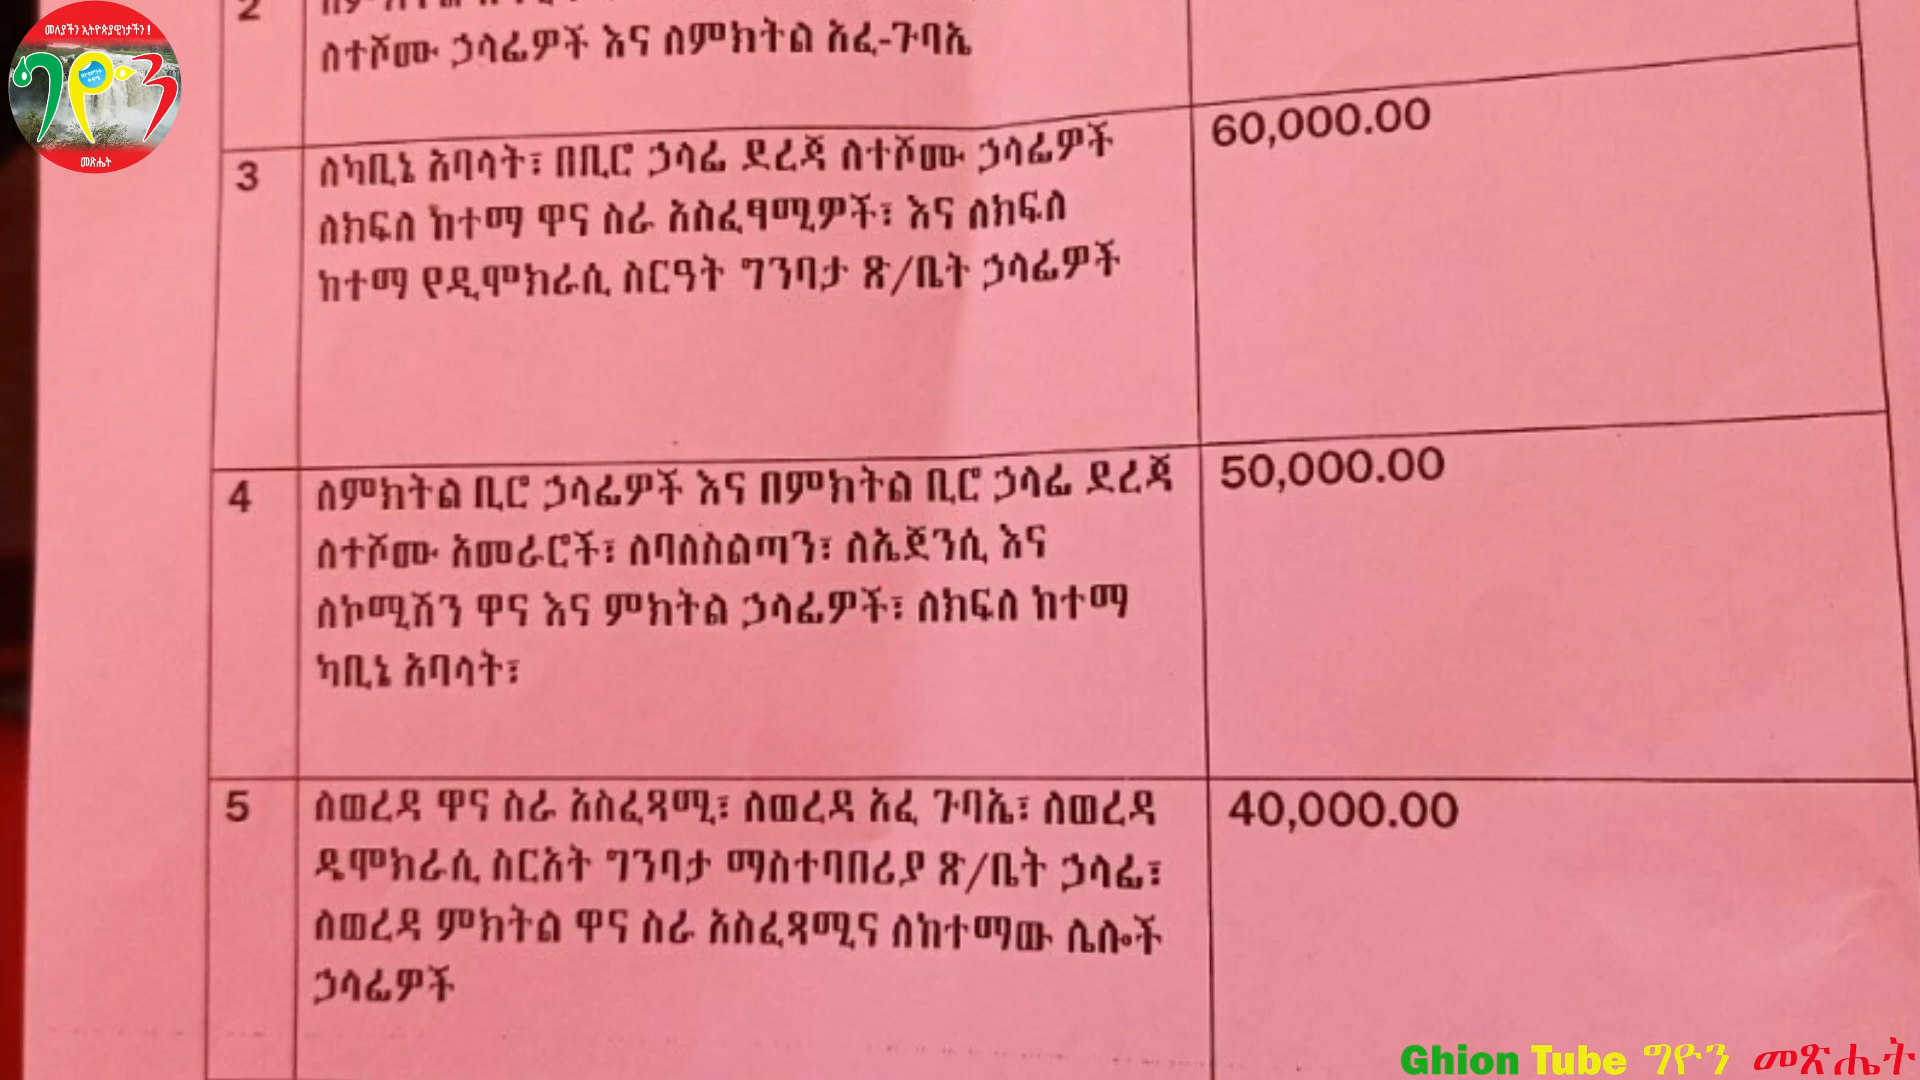 መለያችን ኢትዮጵያዊነታችን !
ግዮን
መጽሔት
2
ለተሾሙ ኃላፊዎች እና ለምክትል አፈ-ጉባኤ
3
ለካቢኔ አባላት፣ በቢሮ ኃላፊ ደረጃ ለተሾሙ ኃላፊዎች
60,000.00
ለክፍለ ከተማ ዋና ስራ አስፈፃሚዎች፣ እና ለክፍለ
ከተማ የዲሞክራሲ ስርዓት ግንባታ ጽ/ቤት ኃላፊዎች
4
ለምክትል ቢሮ ኃላፊዎች እና በምክትል ቢሮ ኃላፊ ደረጃ
50,000.00
ለተሾሙ አመራሮች፣ ለባለስልጣን፣ ለኤጀንሲ እና
ለኮሚሽን ዋና እና ምክትል ኃላፊዎች፣ ለክፍለ ከተማ
ካቢኔ አባላት፣
5
ለወረዳ ዋና ስራ አስፈጻሚ፣ ለወረዳ አፈ ጉባኤ፣ ለወረዳ
40,000.00
ዴሞክራሲ ስርአት ግንባታ ማስተባበሪያ ጽ/ቤት ኃላፊ፣
ለወረዳ ምክትል ዋና ስራ አስፈጻሚና ለከተማው ሌሎች
ኃላፊዎች
Ghion Tube ግዮን መጽሔት